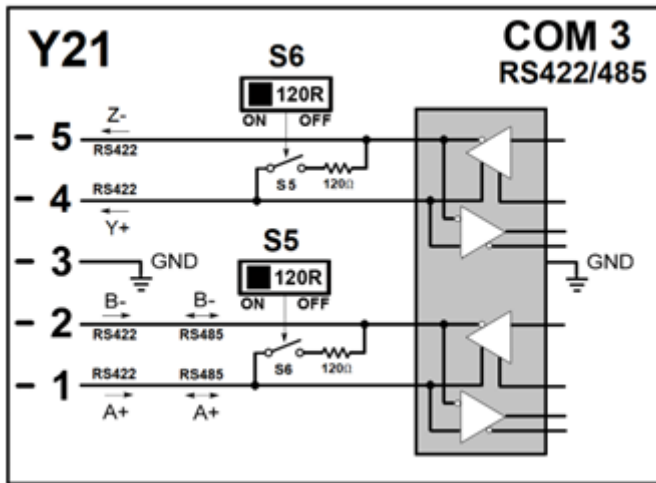 Y21
COM 3
RS422/485
S6
120R
ON OFF
Z-
- 5
RS422
S5 120Ω
RS422
- 4
Y+
- 3 GND
GND
S5
120R
ON OFF
B- B-
- 2
RS422 RS485
S6 120Ω
RS422 RS485
- 1
A+ A+